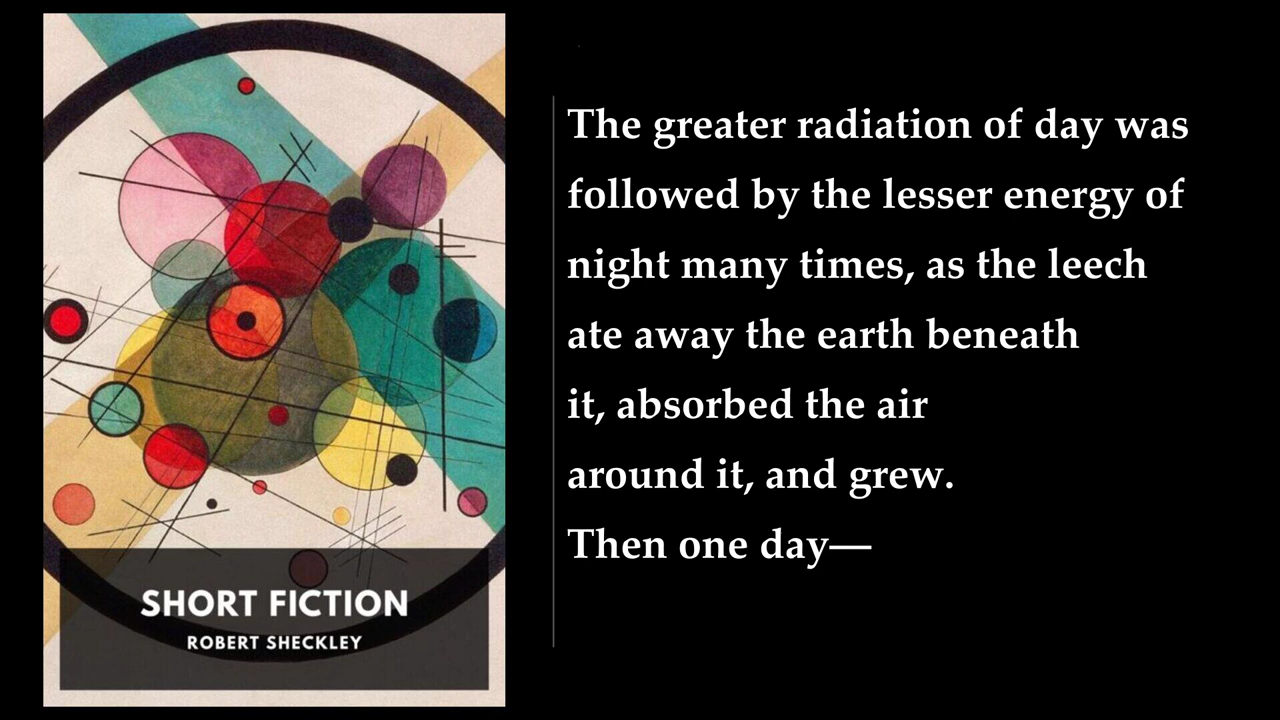 SHORT FICTION
ROBERT SHECKLEY
The greater radiation of day was
followed by the lesser energy of
night many times, as the leech
ate away the earth beneath
it, absorbed the air
around it, and grew.
Then one day—